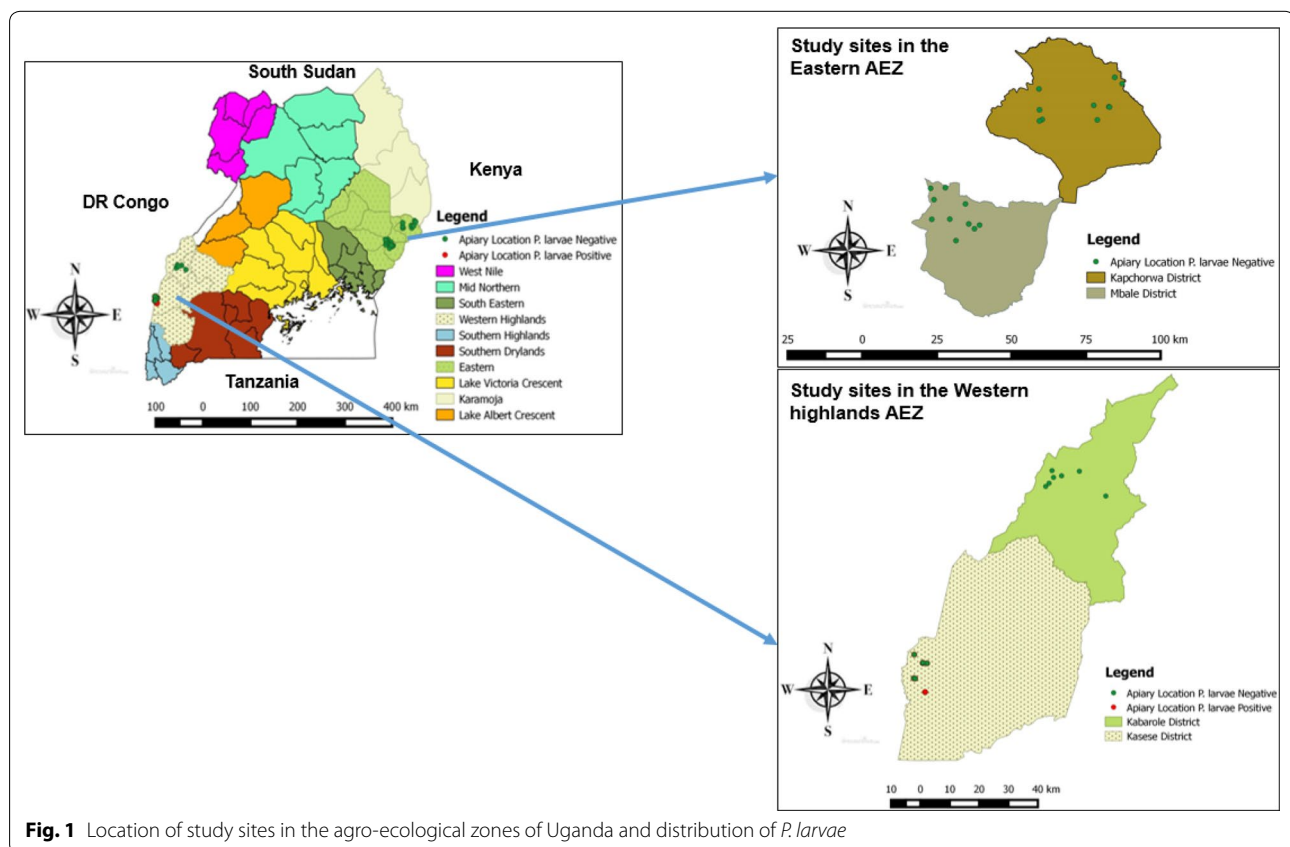 South Sudan
Kenya
DR Congo
Tanzania
N
W E
S
Legend
Apiary Location P. larvae Negative
Apiary Location P. larvae Positive
West Nile
Mid Northern
South Eastern
Western Highlands
Southern Highlands
Southern Drylands
Eastern
Lake Victoria Crescent
Karamoja
Lake Albert Crescent
100 0 100 200 300 400 km
Study sites in the
Eastern AEZ
N
W E
S
Legend
Apiary Location P. larvae Negative
Kapchorwa District
Mbale District
25 0 25 50 75 100 km
Study sites in the Western
highlands AEZ
N
W E
S
Legend
Apiary Location P. larvae Negative
Apiary Location P. larvae Positive
Kabarole District
Kasese District
10 0 10 20 30 40 km
Fig. 1 Location of study sites in the agro-ecological zones of Uganda and distribution of P. larvae